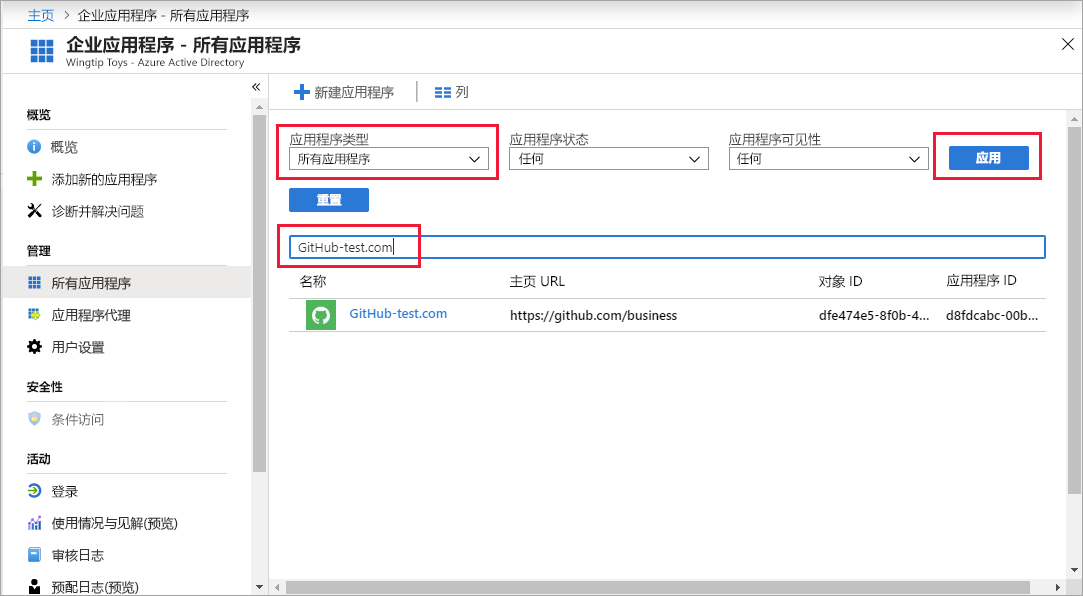 主页 > 企业应用程序 - 所有应用程序
企业应用程序 - 所有应用程序
Wingtip Toys - Azure Active Directory
«
概览
概览
添加新的应用程序
诊断并解决问题
管理
所有应用程序
应用程序代理
用户设置
安全性
条件访问
活动
登录
使用情况与见解(预览)
审核日志
预配日志(预览)
新建应用程序 列
应用程序类型 应用程序状态 应用程序可见性
所有应用程序 任何 任何 应用
重置
GitHub-test.com
名称 主页 URL 对象 ID 应用程序 ID
GitHub-test.com https://github.com/business dfe474e5-8f0b-4... d8fdcabc-00b...